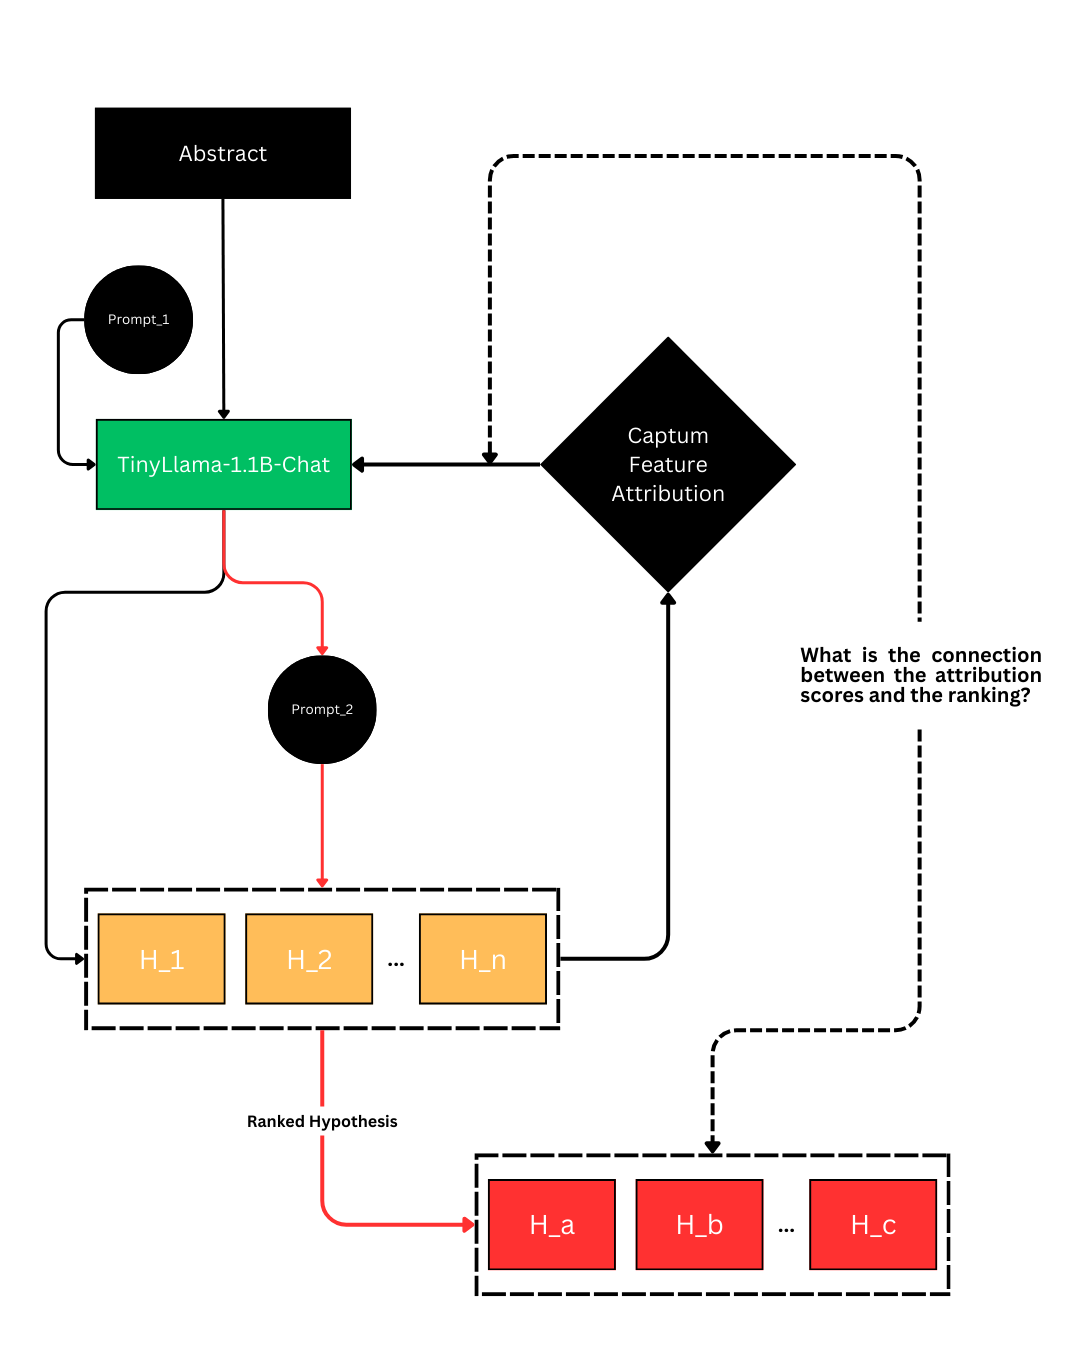 Abstract
Prompt_1
TinyLlama-1.1B-Chat
Captum
Feature
Attribution
What is the connection
between the attribution
scores and the ranking?
Prompt_2
H_1
H_2
...
H_n
Ranked Hypothesis
H_a
H_b
...
H_c